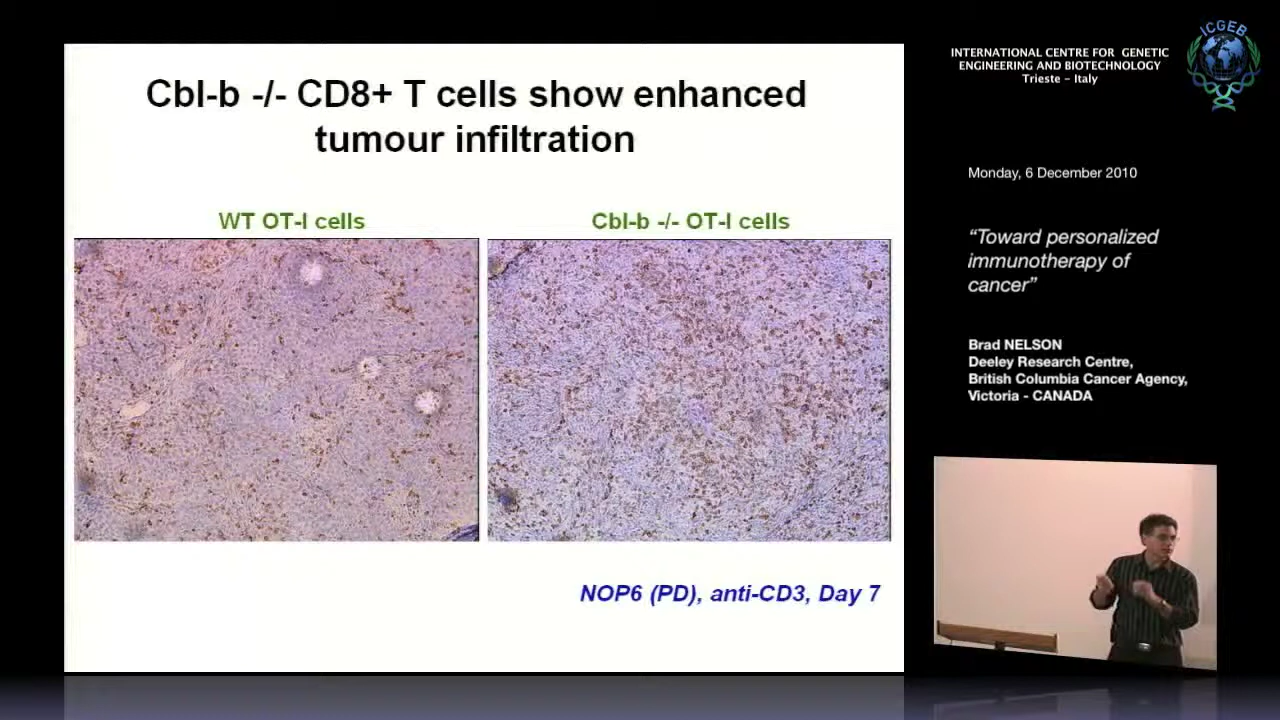 Cbl-b -/- CD8+ T cells show enhanced
tumour infiltration
WT OT-I cells
Cbl-b -/- OT-I cells
NOP6 (PD), anti-CD3, Day 7
INTERNATIONAL CENTRE FOR GENETIC
ENGINEERING AND BIOTECHNOLOGY
Trieste – Italy
ICGEB
Monday, 6 December 2010
“Toward personalized
immunotherapy of
cancer”
Brad NELSON
Deeley Research Centre,
British Columbia Cancer Agency,
Victoria - CANADA